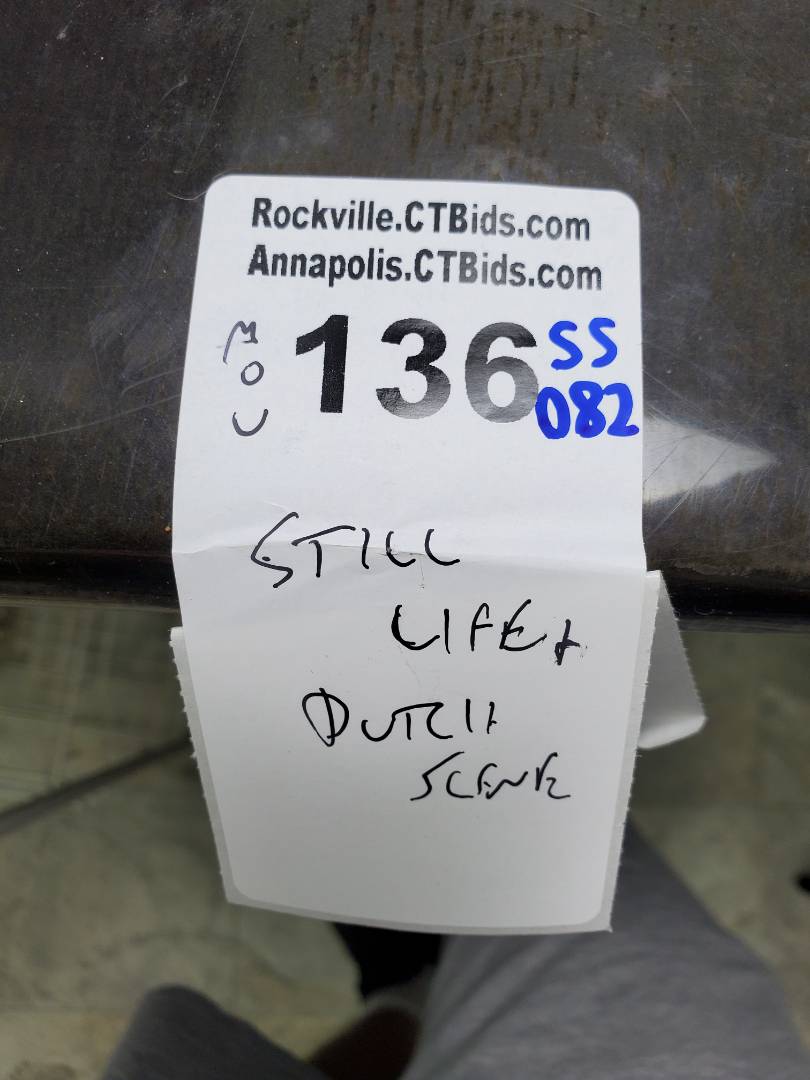 Rockville.CTBids.com
Annapolis.CTBids.com
136 SS
082
STILL
LIFE +
DUTCH
SCENE